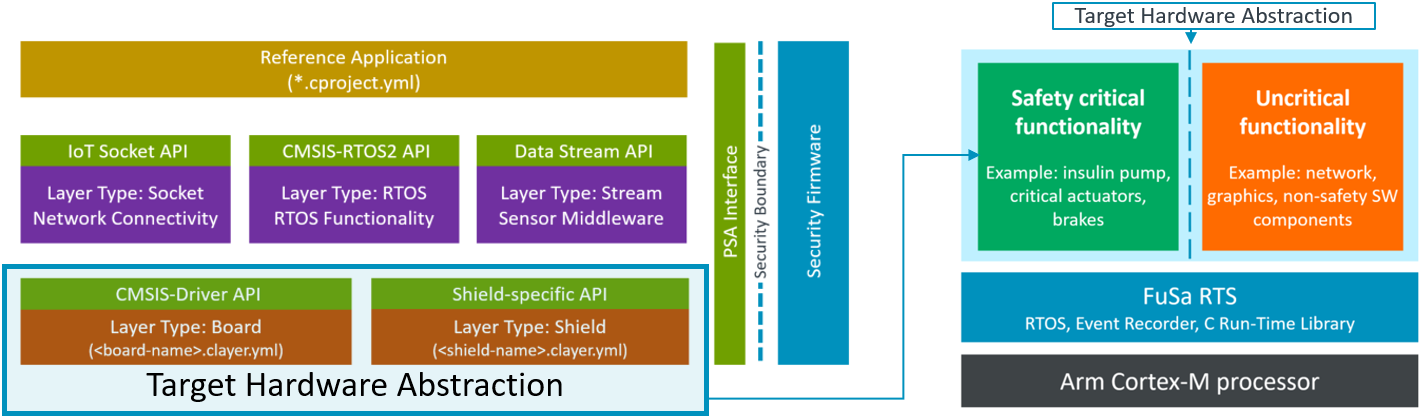 Reference Application
(*.cproject.yml)
IoT Socket API
Layer Type: Socket
Network Connectivity
CMSIS-RTOS2 API
Layer Type: RTOS
RTOS Functionality
Data Stream API
Layer Type: Stream
Sensor Middleware
CMSIS-Driver API
Layer Type: Board
(<board-name>.clayer.yml)
Shield-specific API
Layer Type: Shield
(<shield-name>.clayer.yml)
Target Hardware Abstraction
PSA Interface
Security Boundary
Security Firmware
Target Hardware Abstraction
Safety critical
functionality
Example: insulin pump,
critical actuators,
brakes
Uncritical
functionality
Example: network,
graphics, non-safety SW
components
FuSa RTS
RTOS, Event Recorder, C Run-Time Library
Arm Cortex-M processor